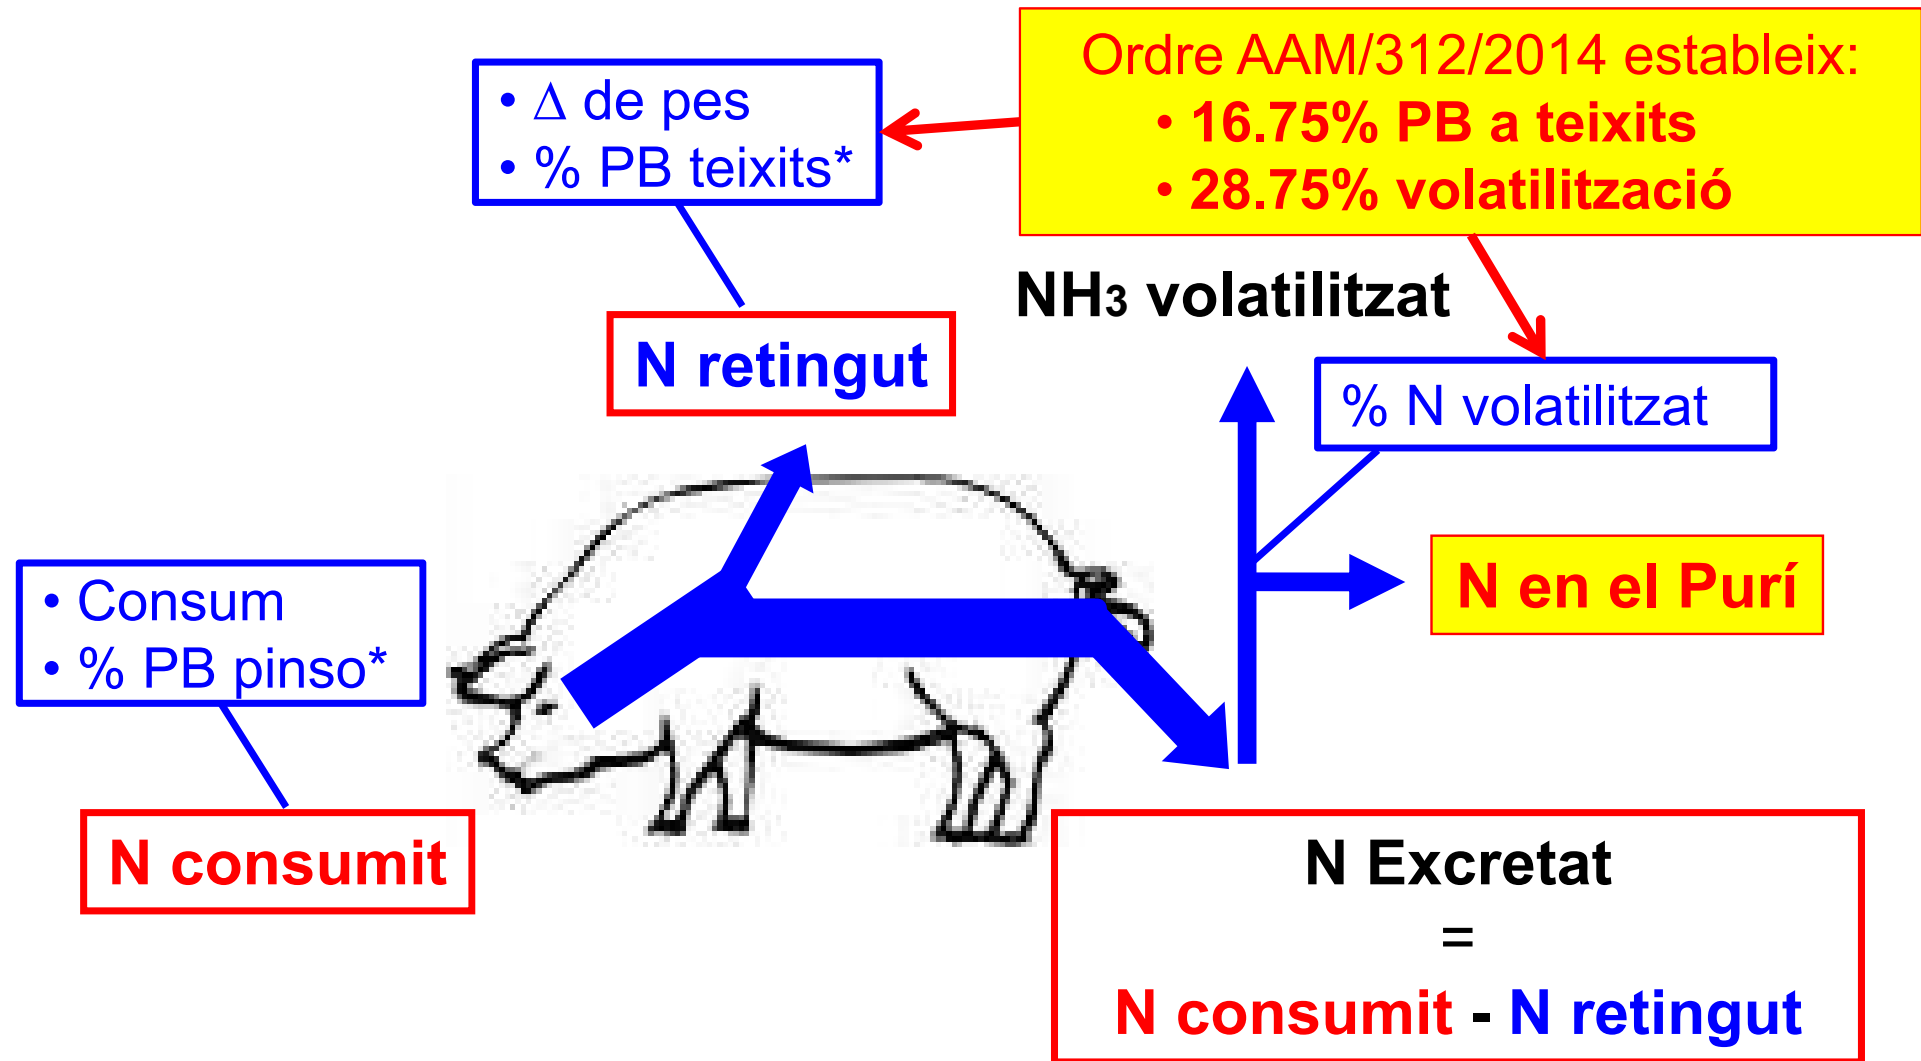 Ordre AAM/312/2014 estableix:
• 16.75% PB a teixits
• 28.75% volatilització
• Δ de pes
• % PB teixits*
NH₃ volatilitzat
N retingut
% N volatilitzat
N en el Purí
• Consum
• % PB pinso*
N consumit
N Excretat
=
N consumit - N retingut